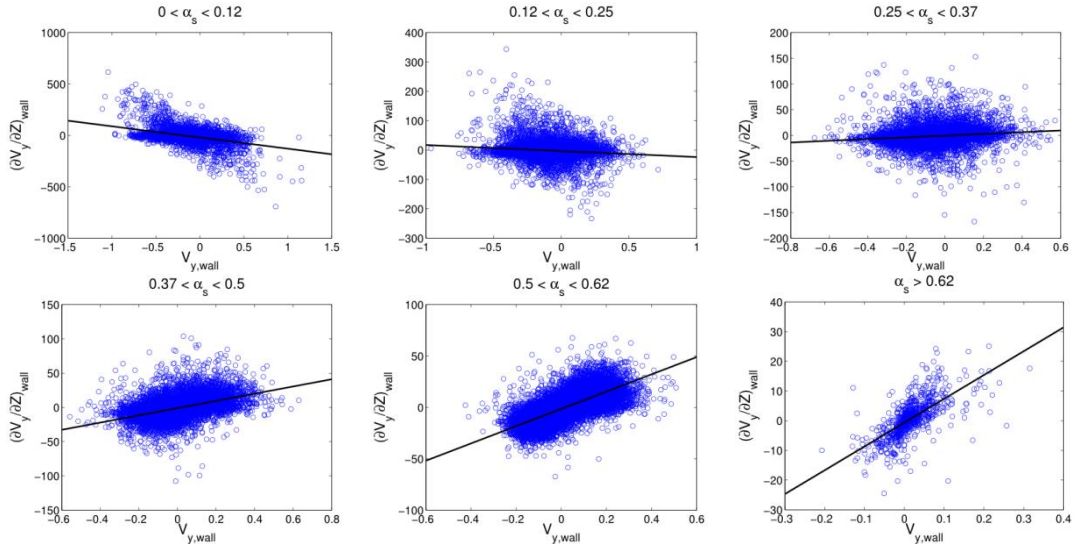 0 < α_s < 0.12
0.12 < α_s < 0.25
0.25 < α_s < 0.37
1000
500
0
−500
−1000
(∂V_y/∂Z)_wall
−1.5 −1 −0.5 0 0.5 1 1.5
V_y,wall
400
300
200
100
0
−100
−200
−300
(∂V_y/∂Z)_wall
−1 −0.5 0 0.5 1
V_y,wall
200
150
100
50
0
−50
−100
−150
−200
(∂V_y/∂Z)_wall
−0.8 −0.6 −0.4 −0.2 0 0.2 0.4 0.6
V_y,wall
0.37 < α_s < 0.5
0.5 < α_s < 0.62
α_s > 0.62
150
100
50
0
−50
−100
−150
(∂V_y/∂Z)_wall
−0.6 −0.4 −0.2 0 0.2 0.4 0.6 0.8
V_y,wall
100
50
0
−50
−100
(∂V_y/∂Z)_wall
−0.6 −0.4 −0.2 0 0.2 0.4 0.6
V_y,wall
40
30
20
10
0
−10
−20
−30
(∂V_y/∂Z)_wall
−0.3 −0.2 −0.1 0 0.1 0.2 0.3 0.4
V_y,wall